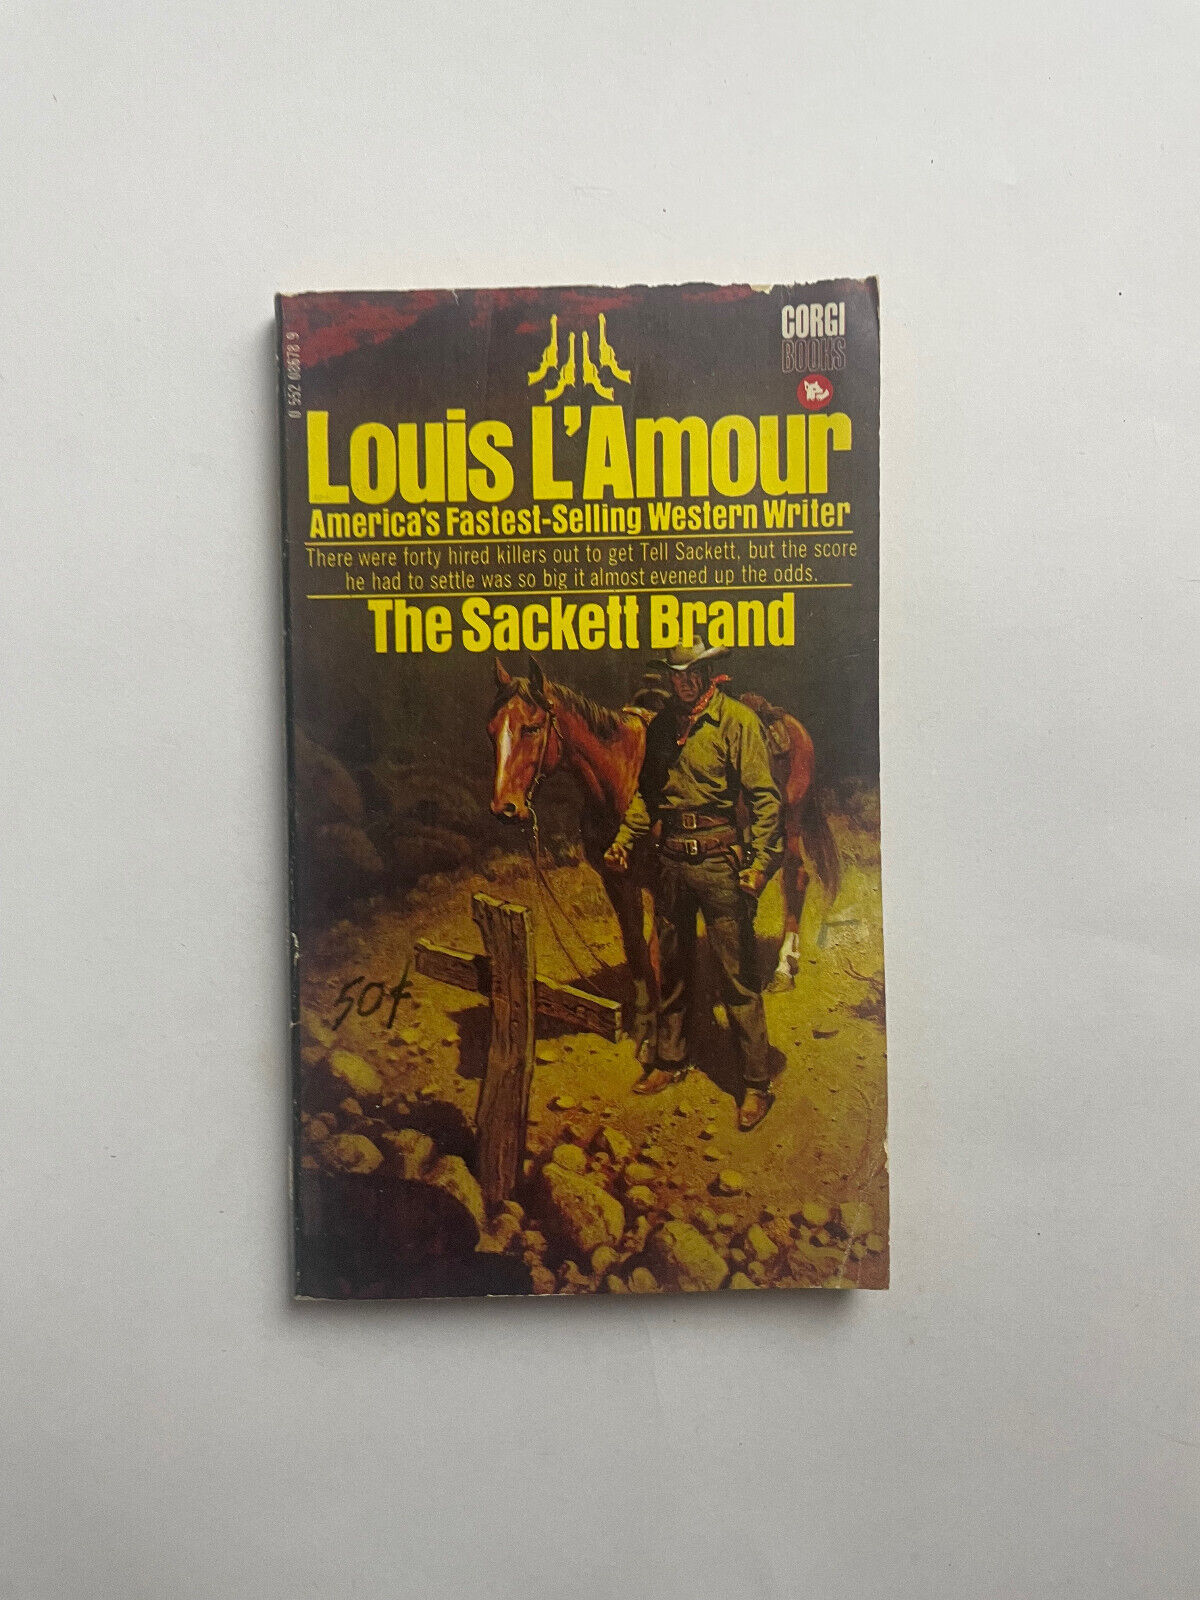 0 552 08678 9
CORGI
BOOKS
Louis L'Amour
America's Fastest-Selling Western Writer
There were forty hired killers out to get Tell Sackett, but the score
he had to settle was so big it almost evened up the odds.
The Sackett Brand
50¢